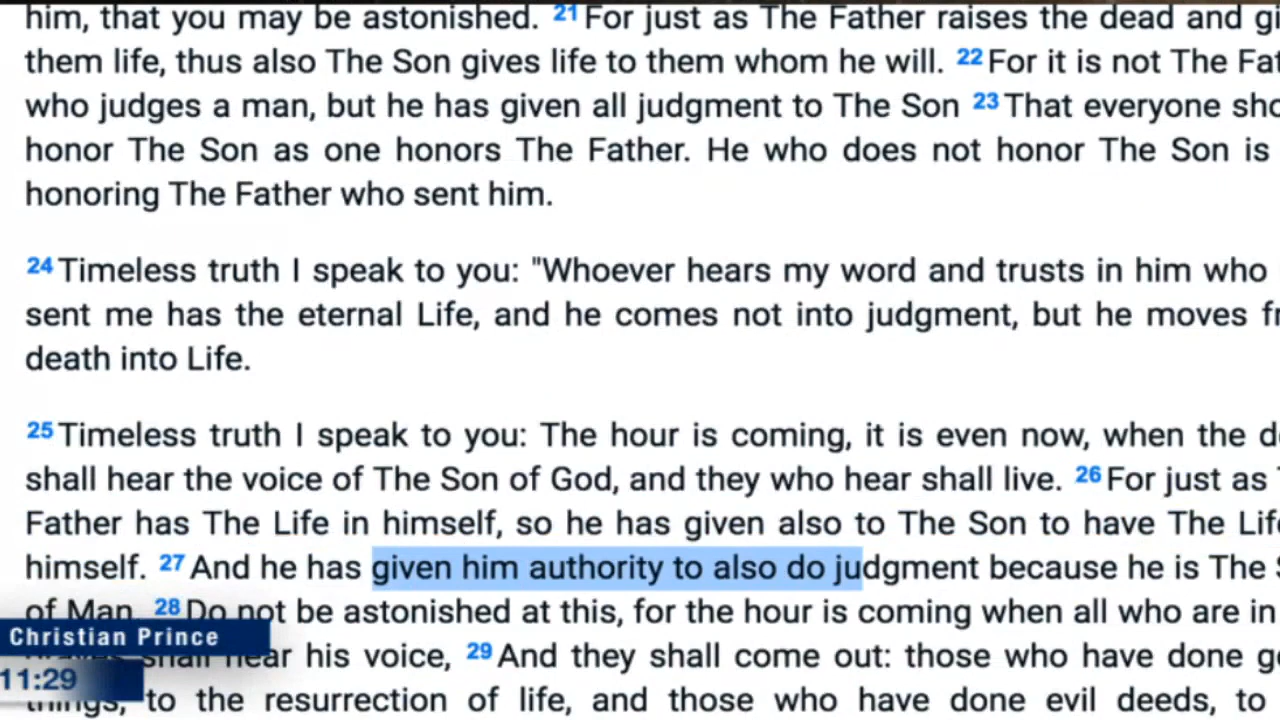 him, that you may be astonished. 21 For just as The Father raises the dead and
them life, thus also The Son gives life to them whom he will. 22 For it is not The
who judges a man, but he has given all judgment to The Son 23 That everyone
honor The Son as one honors The Father. He who does not honor The Son is
honoring The Father who sent him.
24 Timeless truth I speak to you: "Whoever hears my word and trusts in him who
sent me has the eternal Life, and he comes not into judgment, but he moves
death into Life.
25 Timeless truth I speak to you: The hour is coming, it is even now, when the
shall hear the voice of The Son of God, and they who hear shall live. 26 For just as
Father has The Life in himself, so he has given also to The Son to have The
himself. 27 And he has given him authority to also do judgment because he is The
of Man. 28 Do not be astonished at this, for the hour is coming when all who are in
shall hear his voice, 29 And they shall come out: those who have done
things, to the resurrection of life, and those who have done evil deeds, to
Christian Prince
11:29